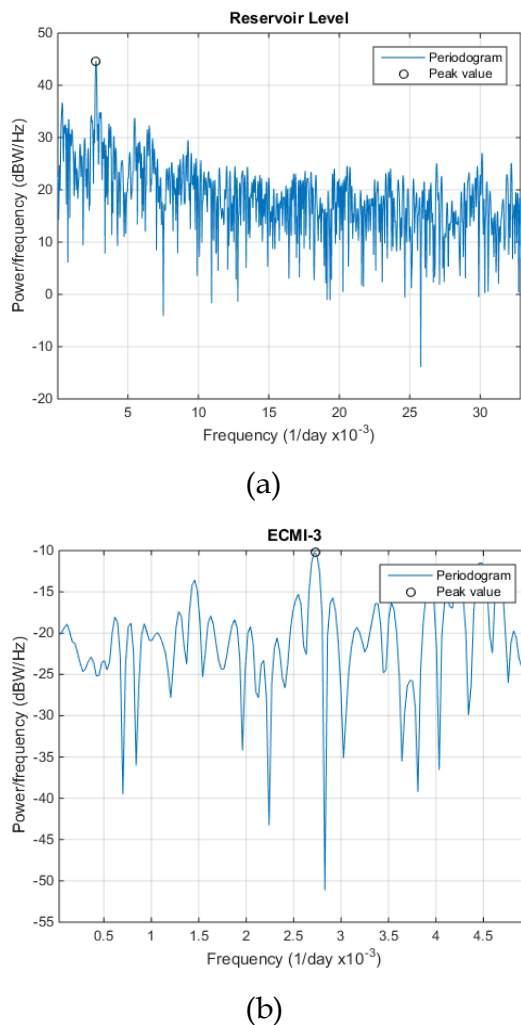 Reservoir Level
50
40
30
20
10
0
-10
-20
Power/frequency (dBW/Hz)
Periodogram
Peak value
5
10
15
20
25
30
Frequency (1/day x10⁻³)
(a)
ECMI-3
-10
-15
-20
-25
-30
-35
-40
-45
-50
-55
Power/frequency (dBW/Hz)
Periodogram
Peak value
0.5
1
1.5
2
2.5
3
3.5
4
4.5
Frequency (1/day x10⁻³)
(b)